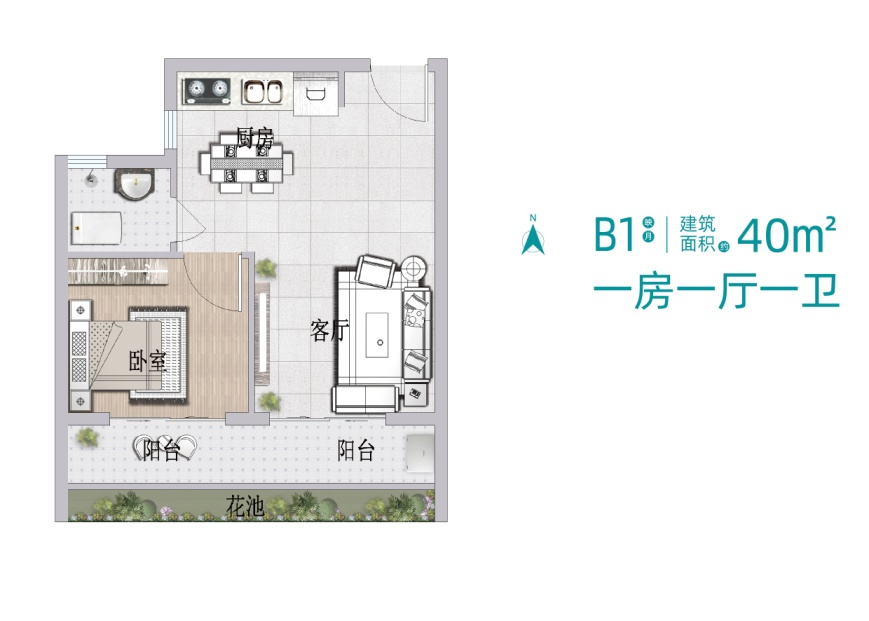 厨房
客厅
卧室
阳台 阳台
花池
N
B1 映月 建筑面积约 40m²
一房一厅一卫